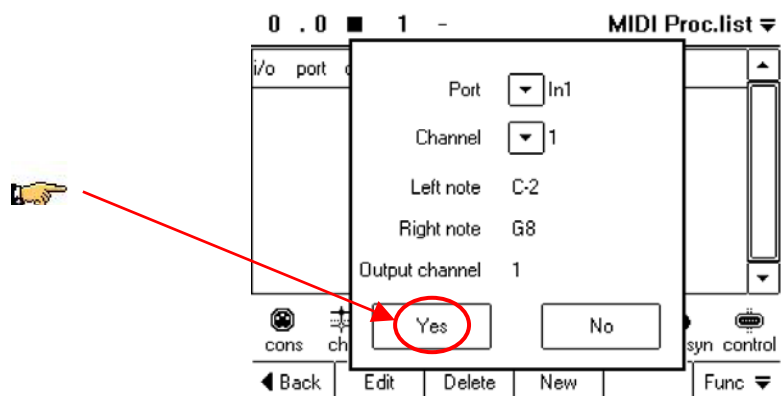 0 .0 ■ 1 - MIDI Proc.list
i/o port
Port In1
Channel 1
Left note C-2
Right note G8
Output channel 1
Yes No
cons ch syn control
Back Edit Delete New Func